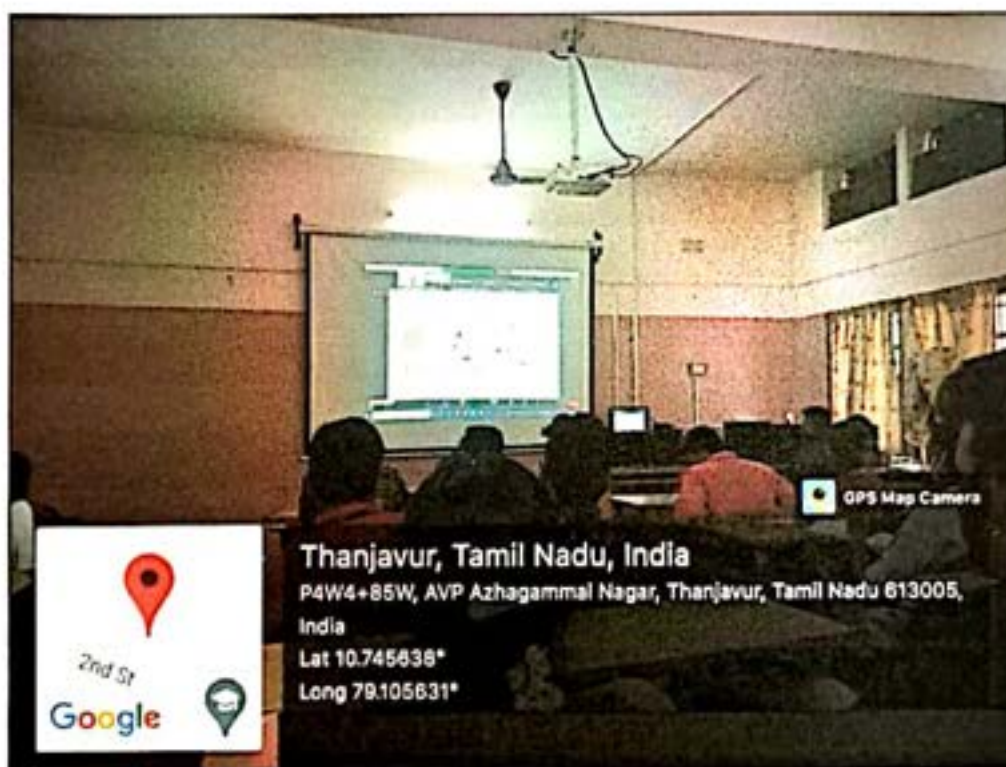 GPS Map Camera
Thanjavur, Tamil Nadu, India
P4W4+85W, AVP Azhagammal Nagar, Thanjavur, Tamil Nadu 613005,
India
Lat 10.745638°
Long 79.105631°
2nd St
Google